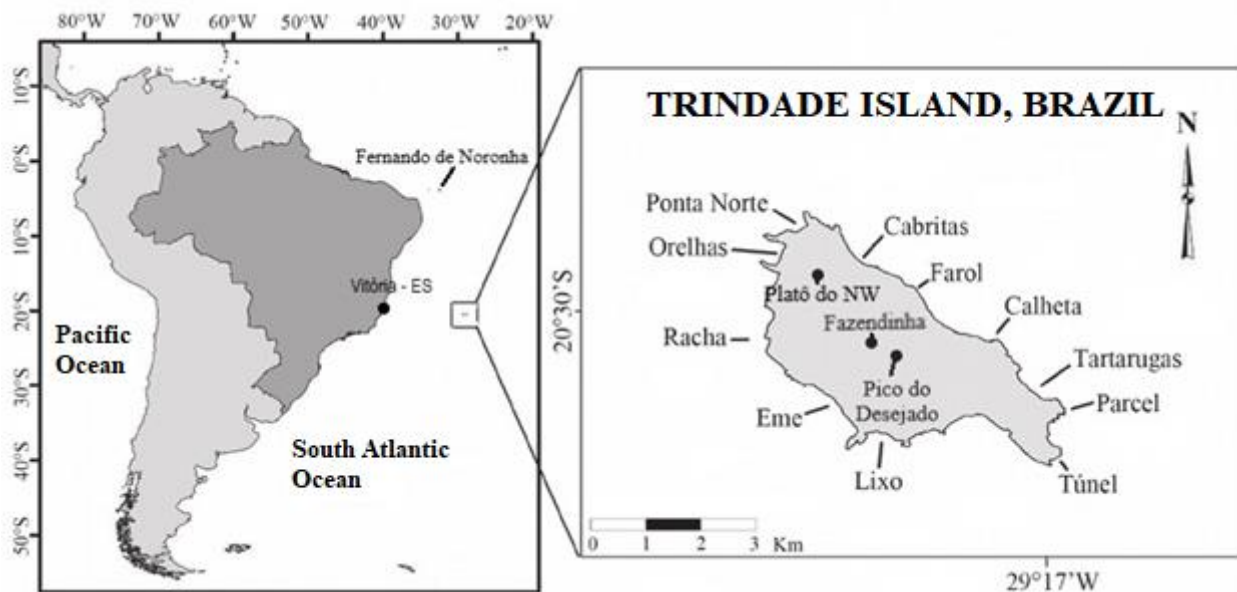 80°W 70°W 60°W 50°W 40°W 30°W 20°W
10°S
0°S
10°S
20°S
30°S
40°S
50°S
Fernando de Noronha
Vitória - ES
Pacific
Ocean
South Atlantic
Ocean
TRINDADE ISLAND, BRAZIL
N
Ponta Norte
Orelhas
Cabritas
Farol
Platô do NW
Fazendinha
Calheta
Racha
Tartarugas
Pico do
Desejado
Parcel
Eme
Lixo
Túnel
20°30'S
0 1 2 3 Km
29°17'W